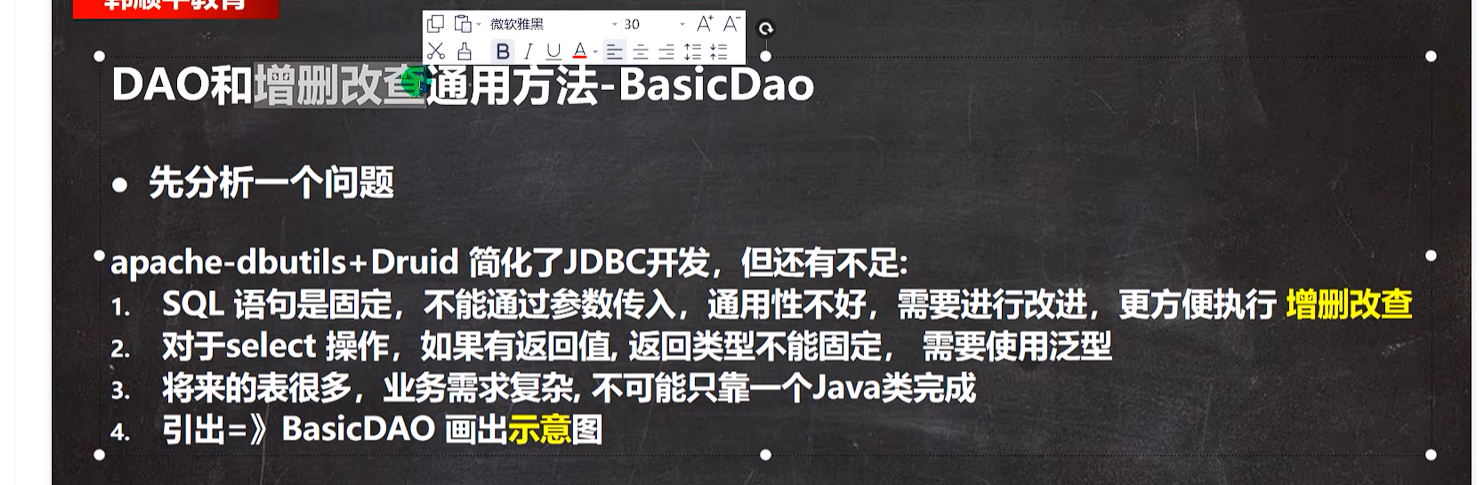 韩顺平教育
微软雅黑 30 A+ A-
B I U A
DAO和增删改查通用方法-BasicDao
● 先分析一个问题
apache-dbutils+Druid 简化了JDBC开发，但还有不足:
1. SQL 语句是固定，不能通过参数传入，通用性不好，需要进行改进，更方便执行 增删改查
2. 对于select 操作，如果有返回值, 返回类型不能固定， 需要使用泛型
3. 将来的表很多，业务需求复杂, 不可能只靠一个Java类完成
4. 引出=》BasicDAO 画出示意图